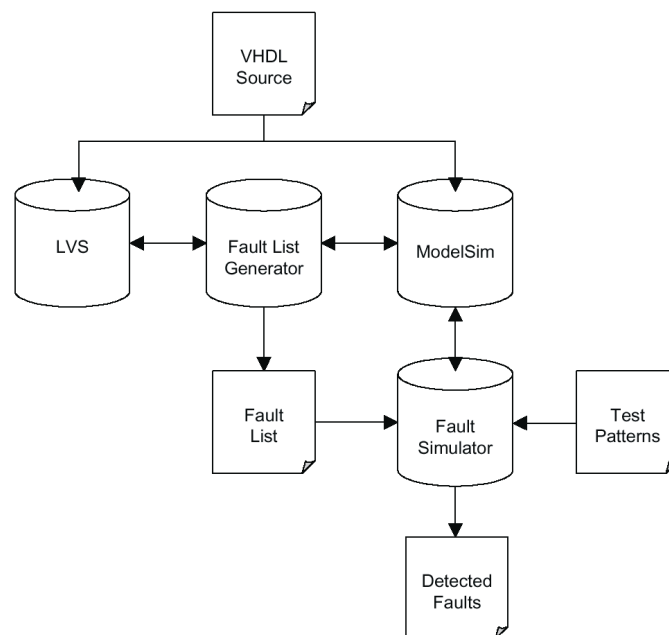 VHDL
Source
LVS
Fault List
Generator
ModelSim
Fault
List
Fault
Simulator
Test
Patterns
Detected
Faults